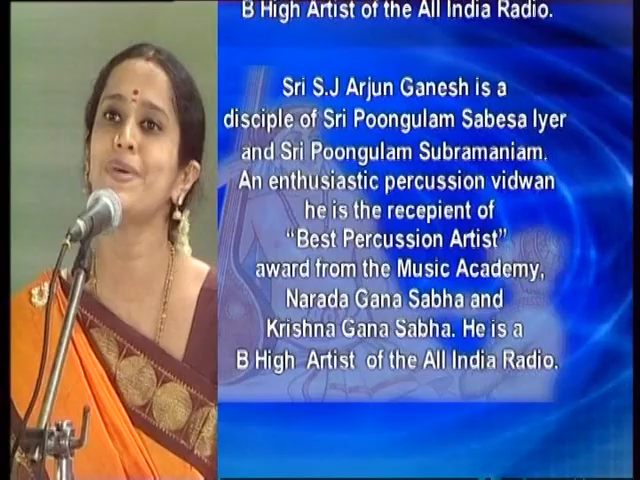 B High Artist of the All India Radio.
Sri S.J Arjun Ganesh is a
disciple of Sri Poongulam Sabesa Iyer
and Sri Poongulam Subramaniam.
An enthusiastic percussion vidwan
he is the recepient of
“Best Percussion Artist”
award from the Music Academy,
Narada Gana Sabha and
Krishna Gana Sabha. He is a
B High Artist of the All India Radio.